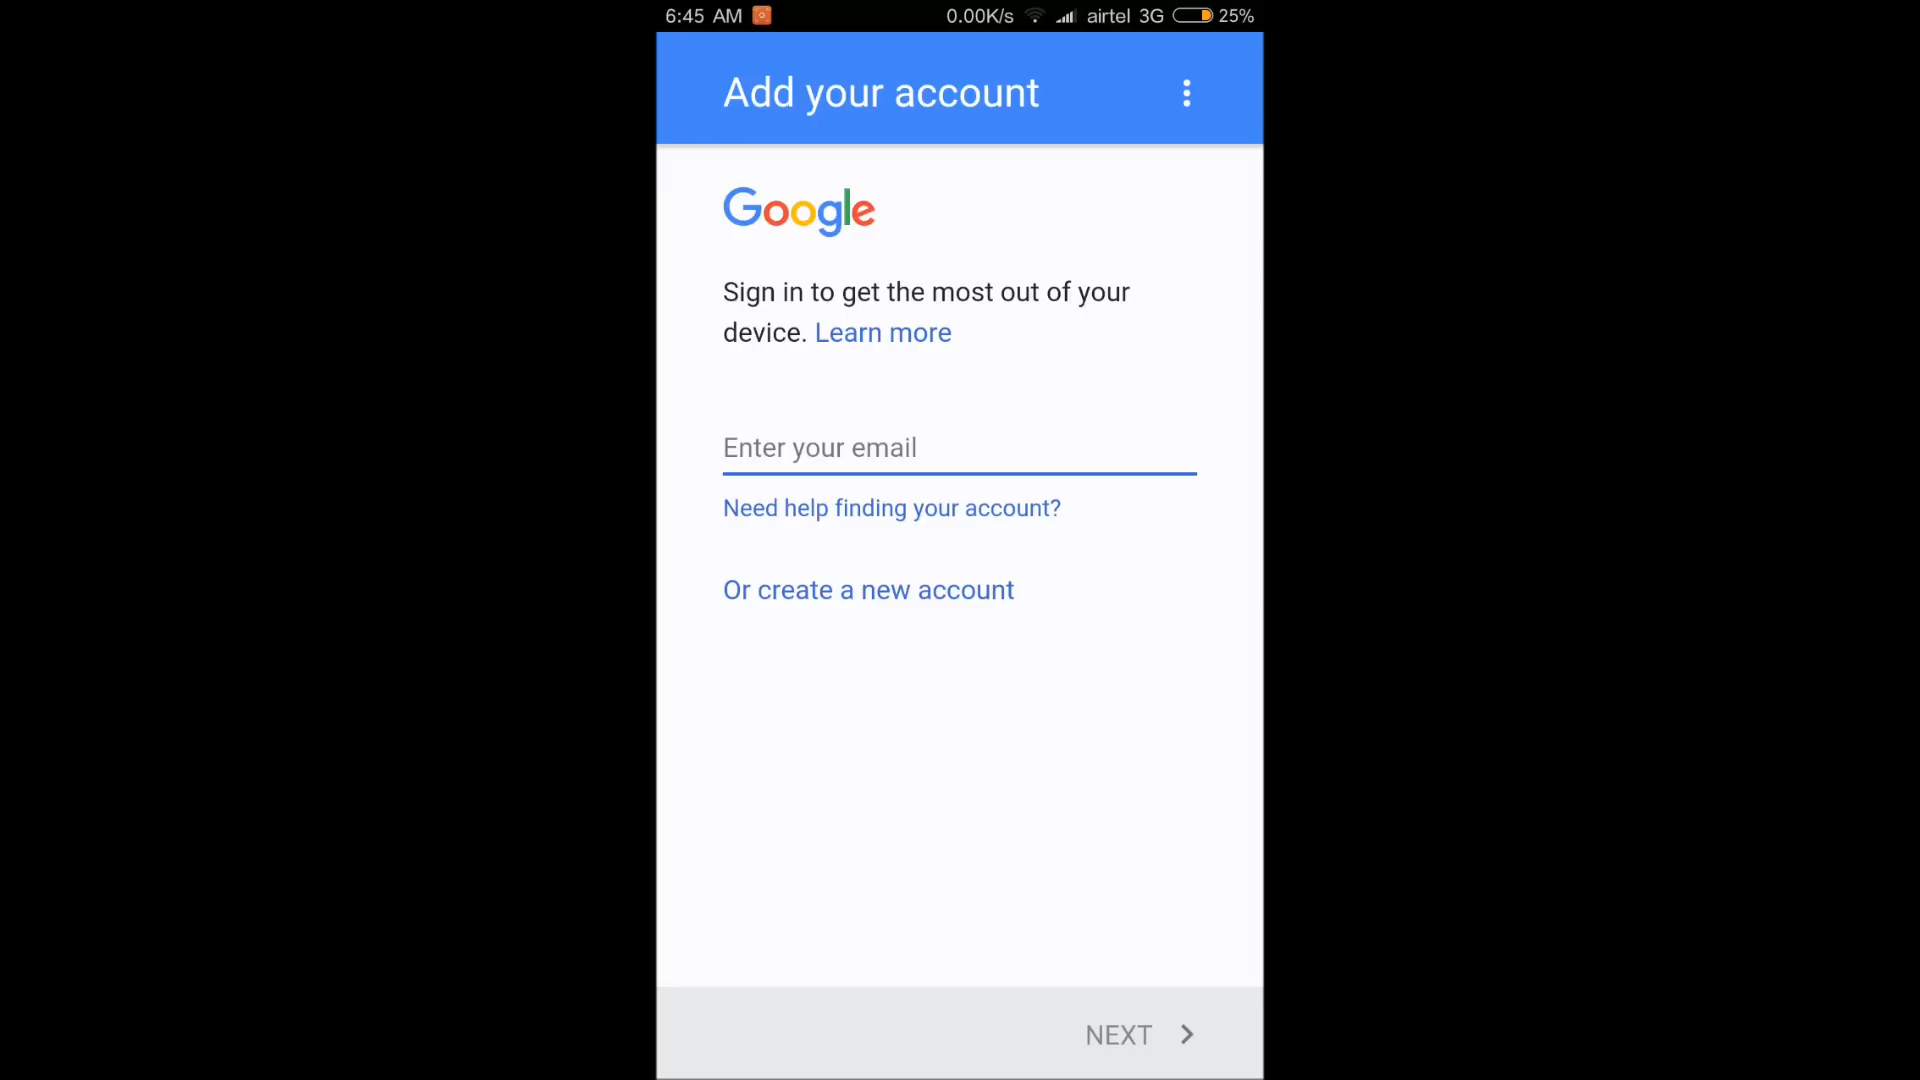 6:45 AM 0.00K/s airtel 3G 25%
Add your account
Google
Sign in to get the most out of your
device. Learn more
Enter your email
Need help finding your account?
Or create a new account
NEXT